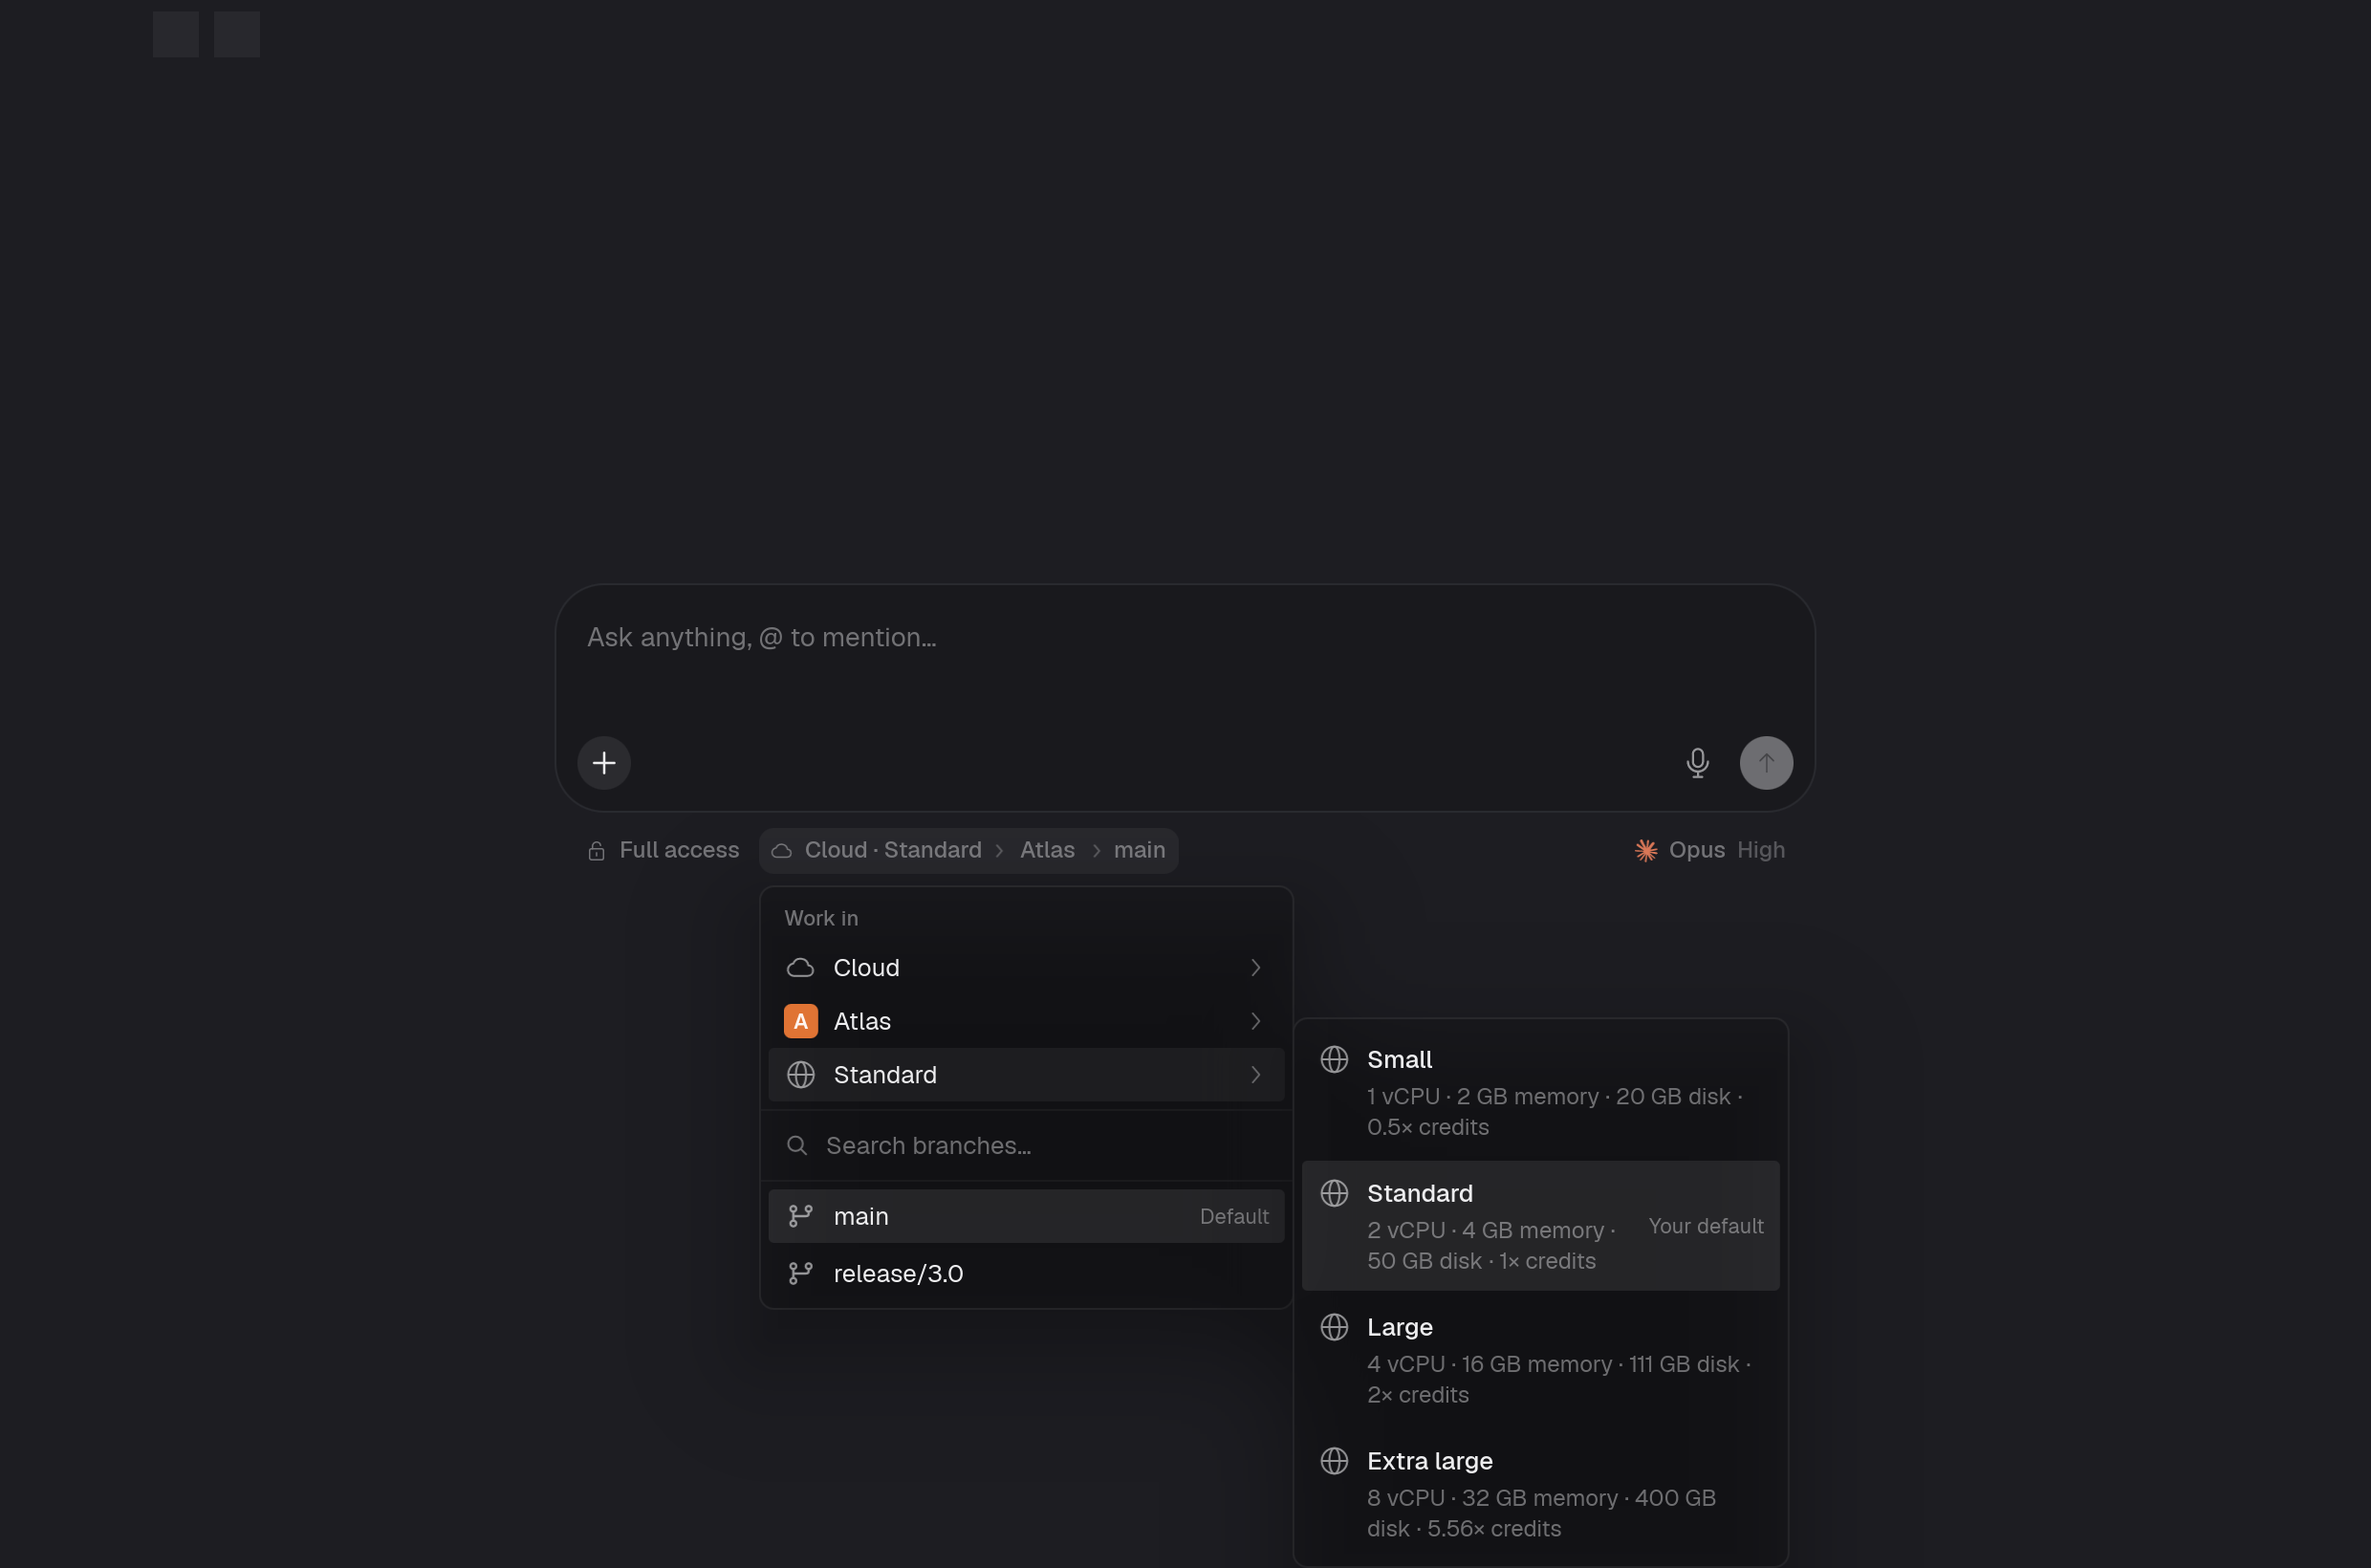 Ask anything, @ to mention…
Full access
Cloud · Standard > Atlas > main
Opus High
Work in
Cloud
A Atlas
Standard
Search branches…
main Default
release/3.0
Small
1 vCPU · 2 GB memory · 20 GB disk ·
0.5× credits
Standard
2 vCPU · 4 GB memory ·
50 GB disk · 1× credits
Your default
Large
4 vCPU · 16 GB memory · 111 GB disk ·
2× credits
Extra large
8 vCPU · 32 GB memory · 400 GB
disk · 5.56× credits